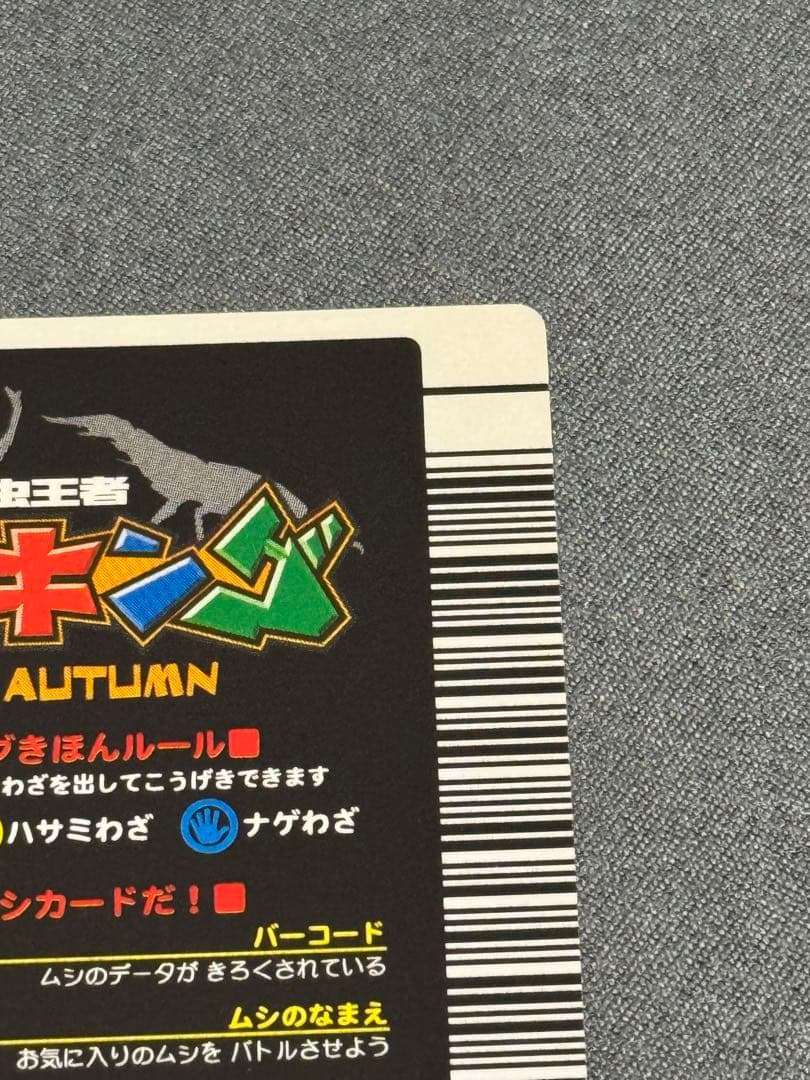 虫王者
キング
AUTUMN
グきほんルール■
わざを出してこうげきできます
ハサミわざ ナゲわざ
シカードだ！■
バーコード
ムシのデータが きろくされている
ムシのなまえ
お気に入りのムシを バトルさせよう